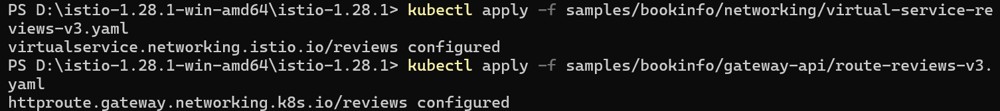 PS D:\istio-1.28.1-win-amd64\istio-1.28.1> kubectl apply -f samples/bookinfo/networking/virtual-service-re
views-v3.yaml
virtualservice.networking.istio.io/reviews configured
PS D:\istio-1.28.1-win-amd64\istio-1.28.1> kubectl apply -f samples/bookinfo/gateway-api/route-reviews-v3.
yaml
httproute.gateway.networking.k8s.io/reviews configured